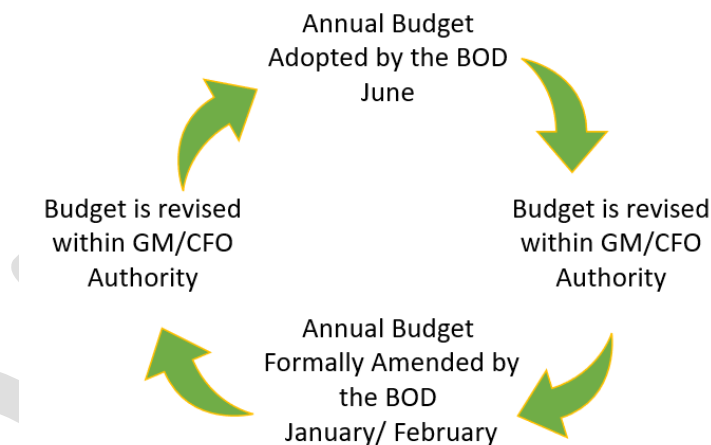 Annual Budget
Adopted by the BOD
June
Budget is revised
within GM/CFO
Authority
Annual Budget
Formally Amended by
the BOD
January/ February
Budget is revised
within GM/CFO
Authority